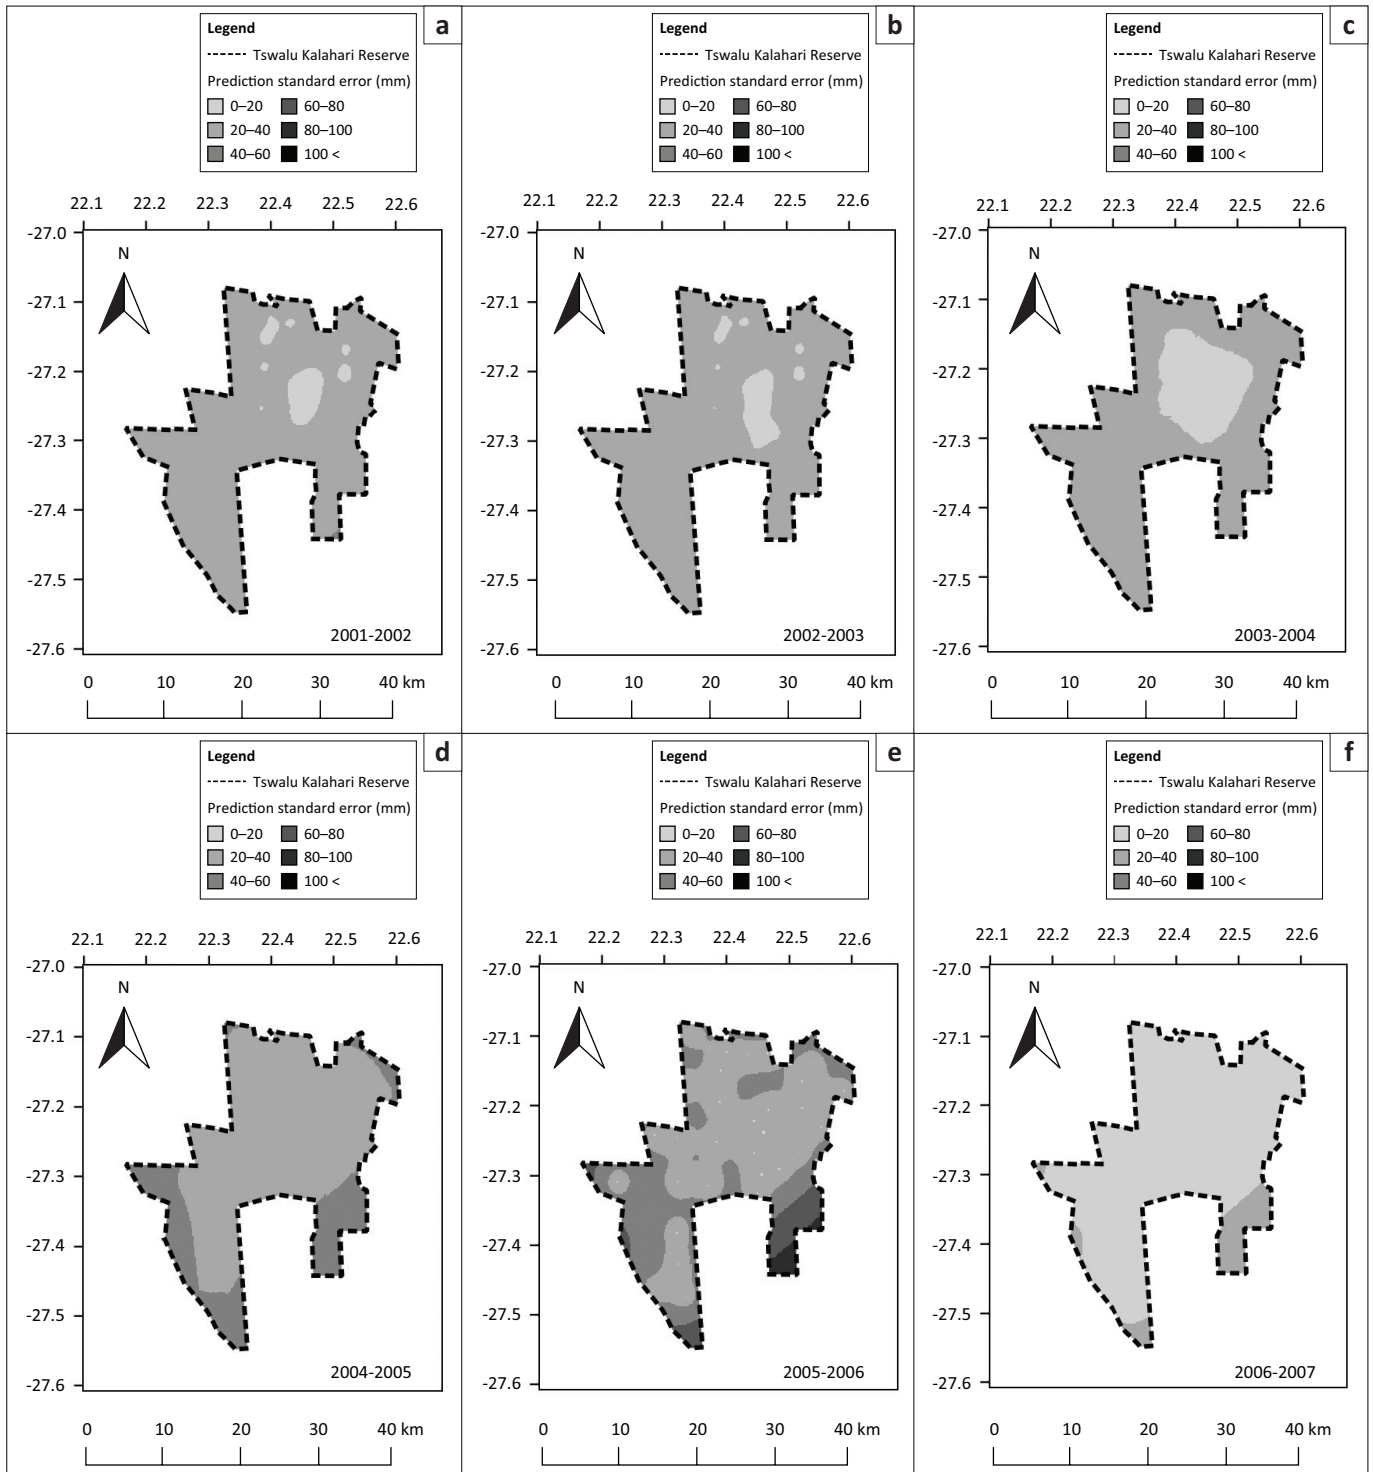 a
Legend
Tswalu Kalahari Reserve
Prediction standard error (mm)
0–20 60–80
20–40 80–100
40–60 100 <
22.1 22.2 22.3 22.4 22.5 22.6
-27.0
N
-27.1
-27.2
-27.3
-27.4
-27.5
-27.6
2001-2002
0 10 20 30 40 km
b
Legend
Tswalu Kalahari Reserve
Prediction standard error (mm)
0–20 60–80
20–40 80–100
40–60 100 <
22.1 22.2 22.3 22.4 22.5 22.6
-27.0
N
-27.1
-27.2
-27.3
-27.4
-27.5
-27.6
2002-2003
0 10 20 30 40 km
c
Legend
Tswalu Kalahari Reserve
Prediction standard error (mm)
0–20 60–80
20–40 80–100
40–60 100 <
22.1 22.2 22.3 22.4 22.5 22.6
-27.0
N
-27.1
-27.2
-27.3
-27.4
-27.5
-27.6
2003-2004
0 10 20 30 40 km
d
Legend
Tswalu Kalahari Reserve
Prediction standard error (mm)
0–20 60–80
20–40 80–100
40–60 100 <
22.1 22.2 22.3 22.4 22.5 22.6
-27.0
N
-27.1
-27.2
-27.3
-27.4
-27.5
-27.6
2004-2005
0 10 20 30 40 km
e
Legend
Tswalu Kalahari Reserve
Prediction standard error (mm)
0–20 60–80
20–40 80–100
40–60 100 <
22.1 22.2 22.3 22.4 22.5 22.6
-27.0
N
-27.1
-27.2
-27.3
-27.4
-27.5
-27.6
2005-2006
0 10 20 30 40 km
f
Legend
Tswalu Kalahari Reserve
Prediction standard error (mm)
0–20 60–80
20–40 80–100
40–60 100 <
22.1 22.2 22.3 22.4 22.5 22.6
-27.0
N
-27.1
-27.2
-27.3
-27.4
-27.5
-27.6
2006-2007
0 10 20 30 40 km